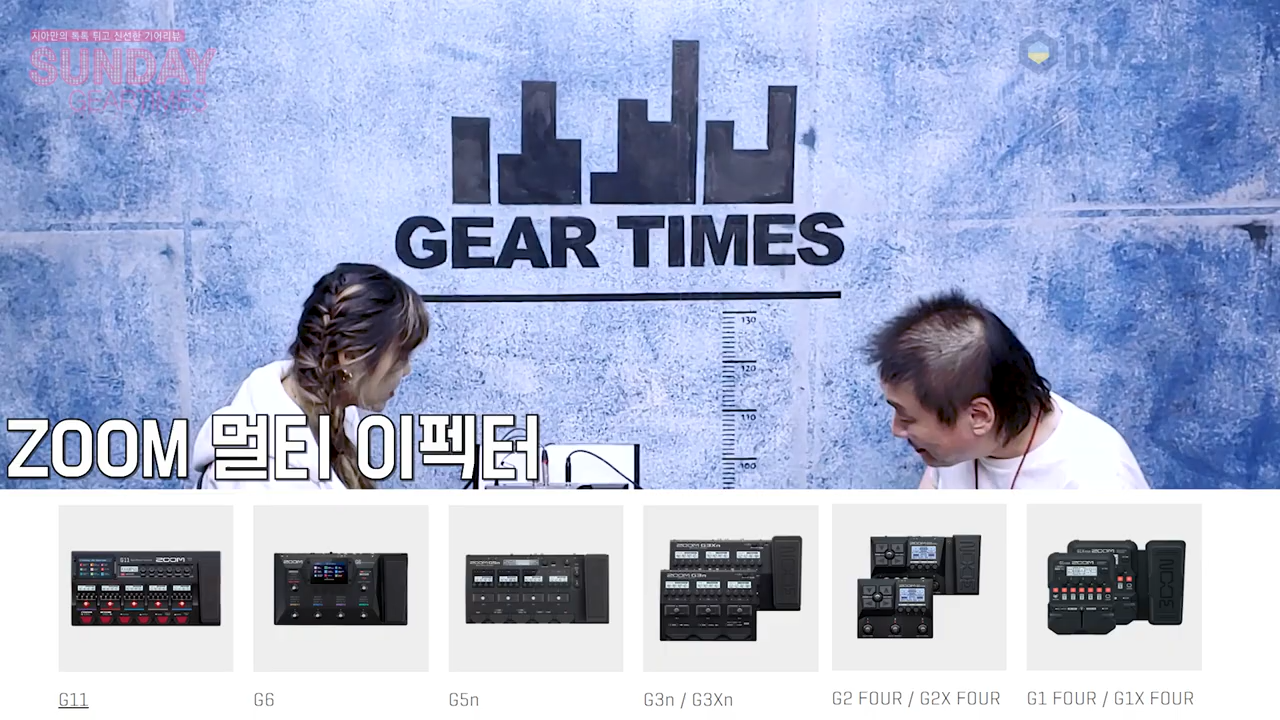 지아만의 톡톡 튀고 신선한 기어리뷰
SUNDAY
GEARTIMES
GEAR TIMES
130
120
110
100
ZOOM 멀티 이펙터
G11
G6
G5n
G3n / G3Xn
G2 FOUR / G2X FOUR
G1 FOUR / G1X FOUR